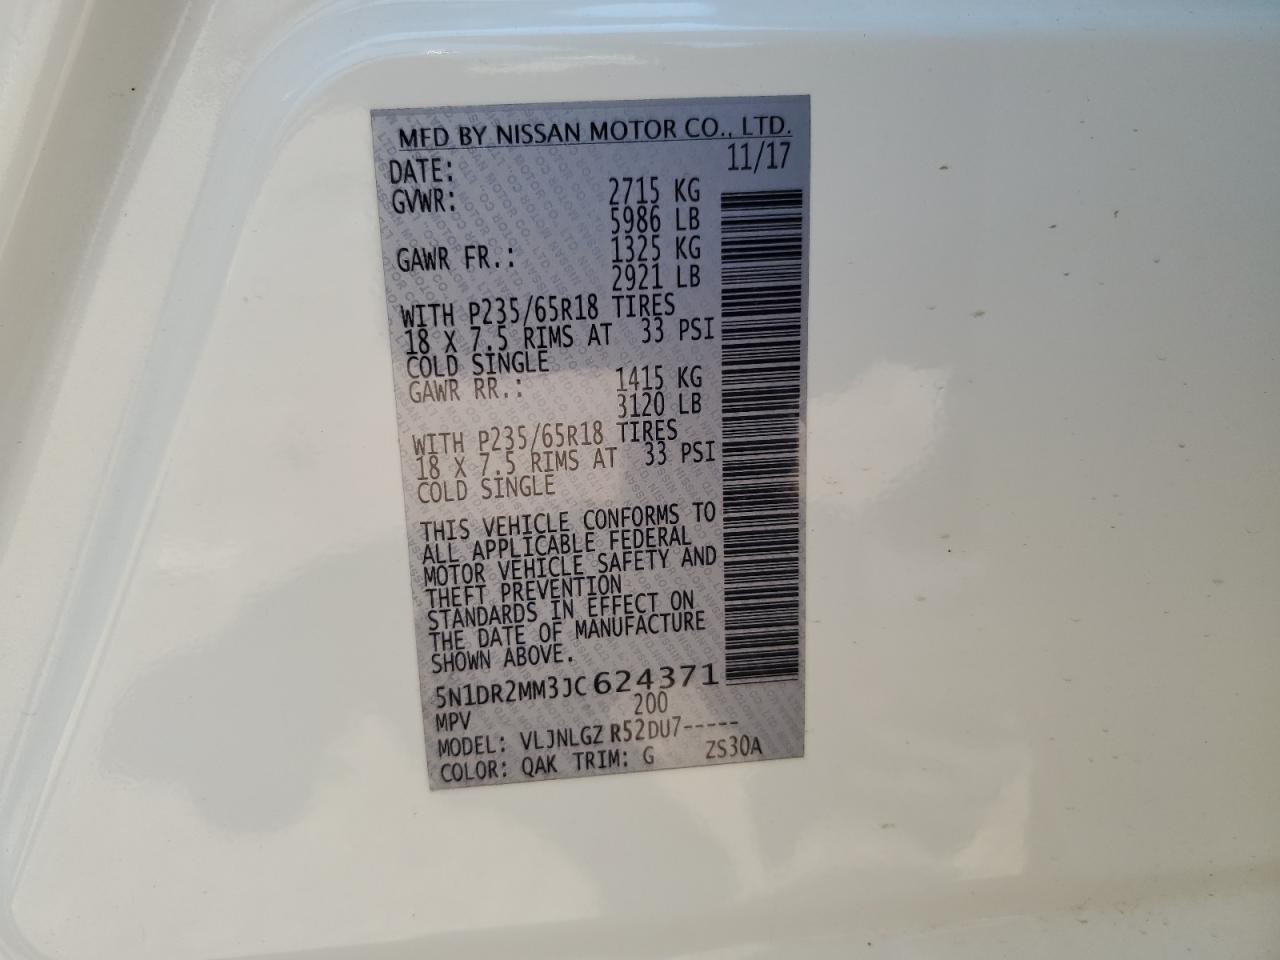 MFD BY NISSAN MOTOR CO., LTD.
DATE: 11/17
GVWR: 2715 KG
5986 LB
GAWR FR.: 1325 KG
2921 LB
WITH P235/65R18 TIRES
18 X 7.5 RIMS AT 33 PSI
COLD SINGLE
GAWR RR.: 1415 KG
3120 LB
WITH P235/65R18 TIRES
18 X 7.5 RIMS AT 33 PSI
COLD SINGLE
THIS VEHICLE CONFORMS TO
ALL APPLICABLE FEDERAL
MOTOR VEHICLE SAFETY AND
THEFT PREVENTION
STANDARDS IN EFFECT ON
THE DATE OF MANUFACTURE
SHOWN ABOVE.
5N1DR2MM3JC624371
MPV 200
MODEL: VLJNLGZ R52DU7-----
COLOR: QAK TRIM: G ZS30A